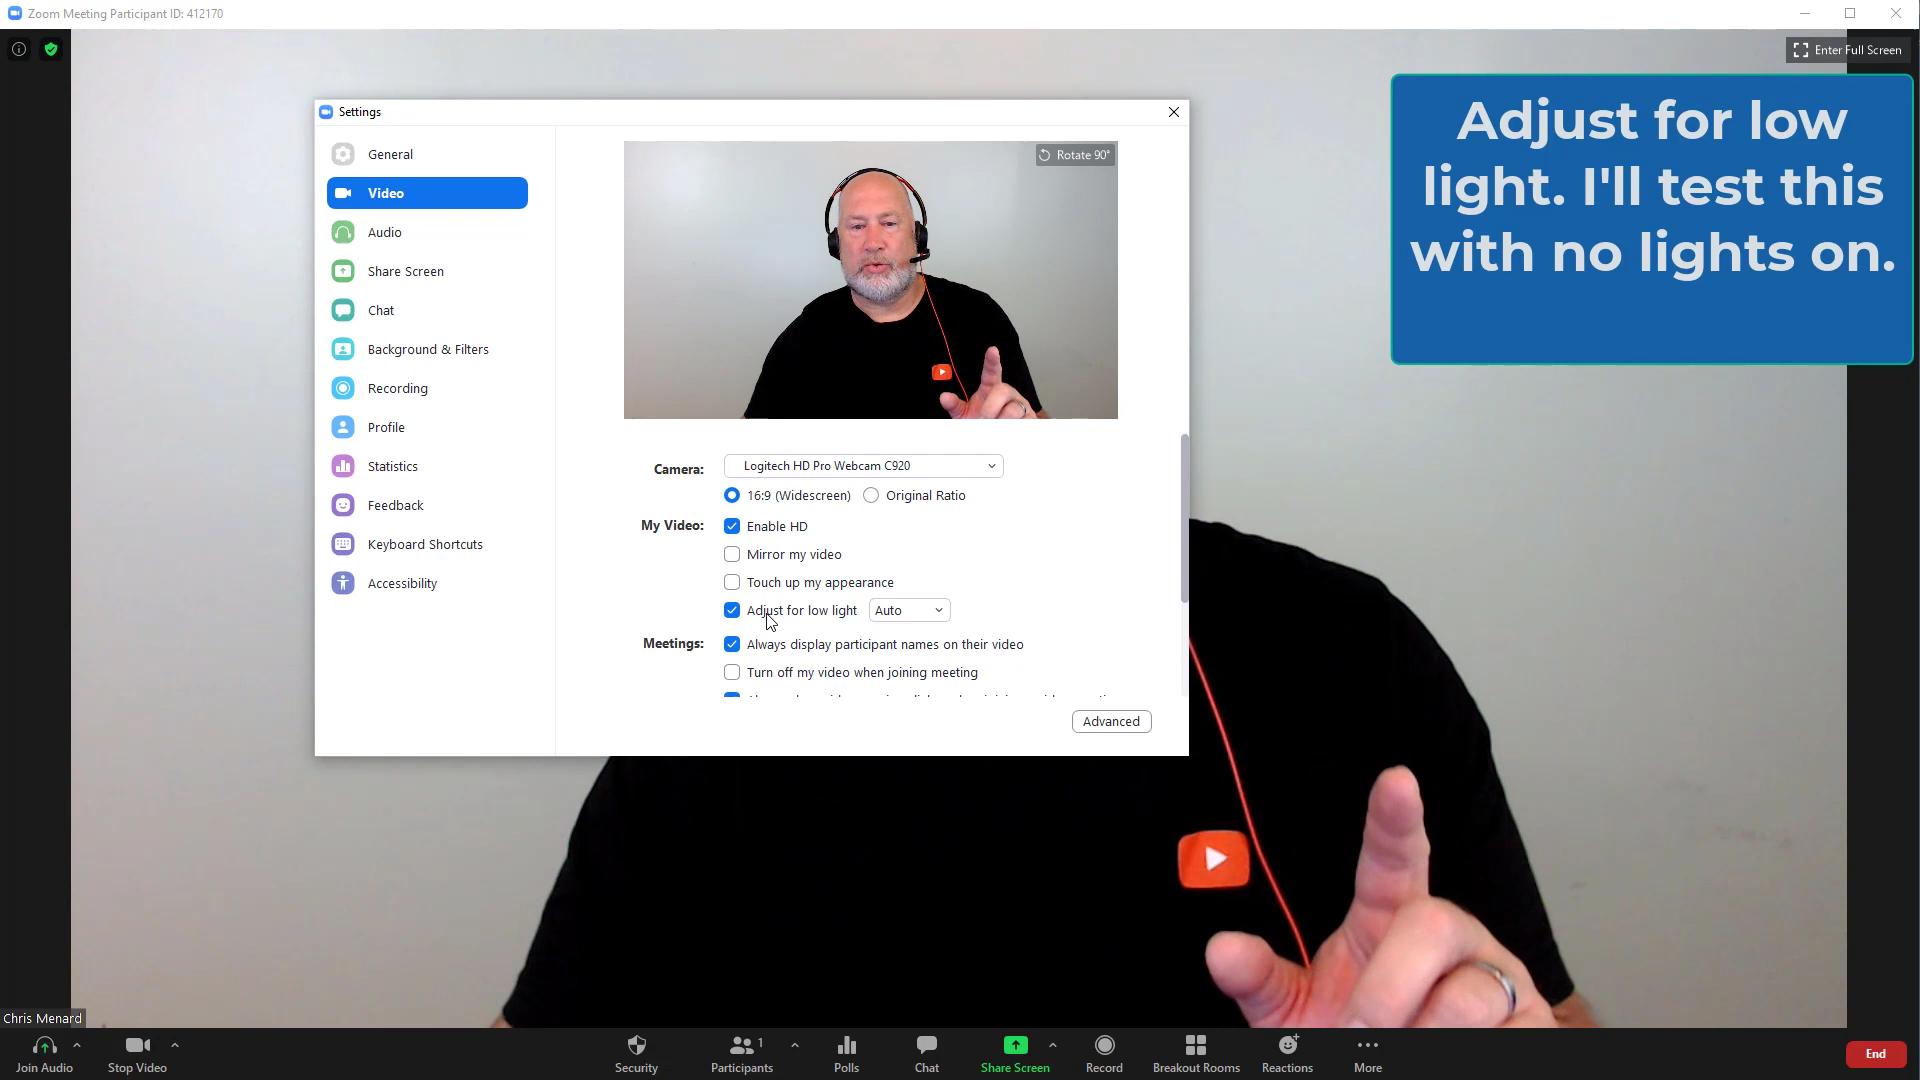 Zoom Meeting Participant ID: 412170
Enter Full Screen
Adjust for low
light. I'll test this
with no lights on.
Settings
General
Video
Audio
Share Screen
Chat
Background & Filters
Recording
Profile
Statistics
Feedback
Keyboard Shortcuts
Accessibility
Rotate 90°
Camera:
Logitech HD Pro Webcam C920
16:9 (Widescreen)
Original Ratio
My Video:
Enable HD
Mirror my video
Touch up my appearance
Adjust for low light
Auto
Meetings:
Always display participant names on their video
Turn off my video when joining meeting
Advanced
Chris Menard
Join Audio
Stop Video
Security
1
Participants
Polls
Chat
Share Screen
Record
Breakout Rooms
Reactions
More
End